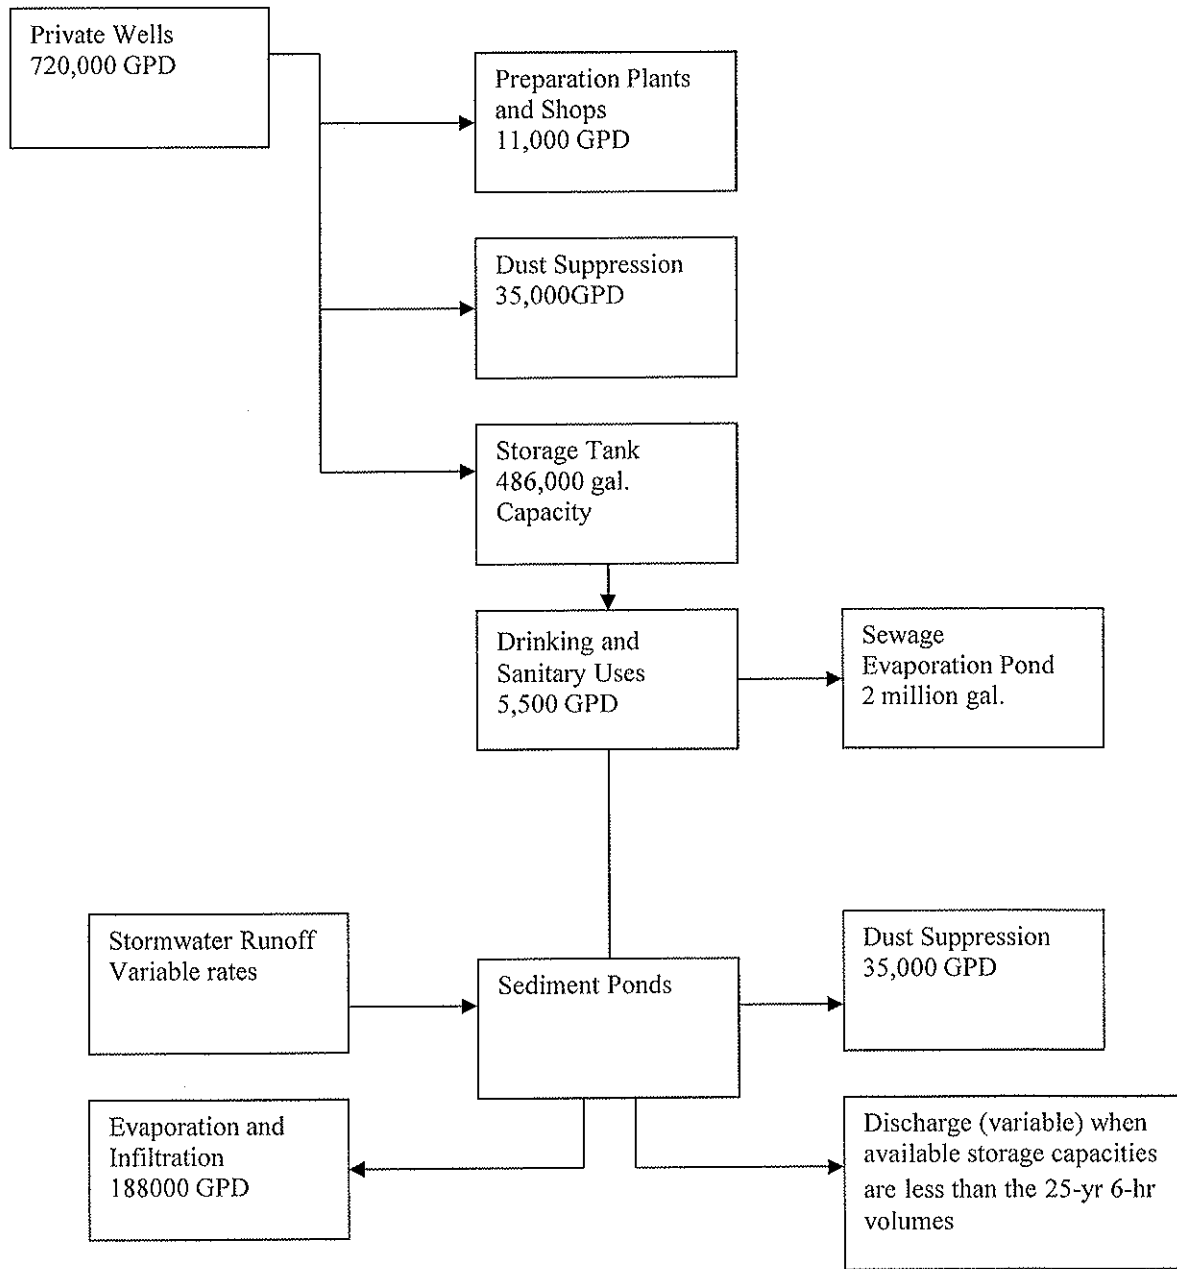 Private Wells
720,000 GPD
Preparation Plants
and Shops
11,000 GPD
Dust Suppression
35,000GPD
Storage Tank
486,000 gal.
Capacity
Drinking and
Sanitary Uses
5,500 GPD
Sewage
Evaporation Pond
2 million gal.
Stormwater Runoff
Variable rates
Sediment Ponds
Dust Suppression
35,000 GPD
Evaporation and
Infiltration
188000 GPD
Discharge (variable) when
available storage capacities
are less than the 25-yr 6-hr
volumes